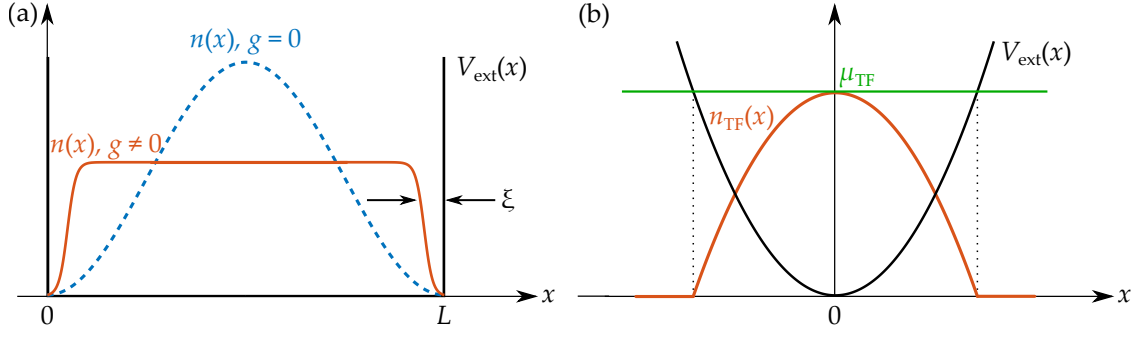 (a)
n(x), g = 0
V_ext(x)
n(x), g ≠ 0
ξ
x
0
L
(b)
V_ext(x)
μ_TF
n_TF(x)
x
0